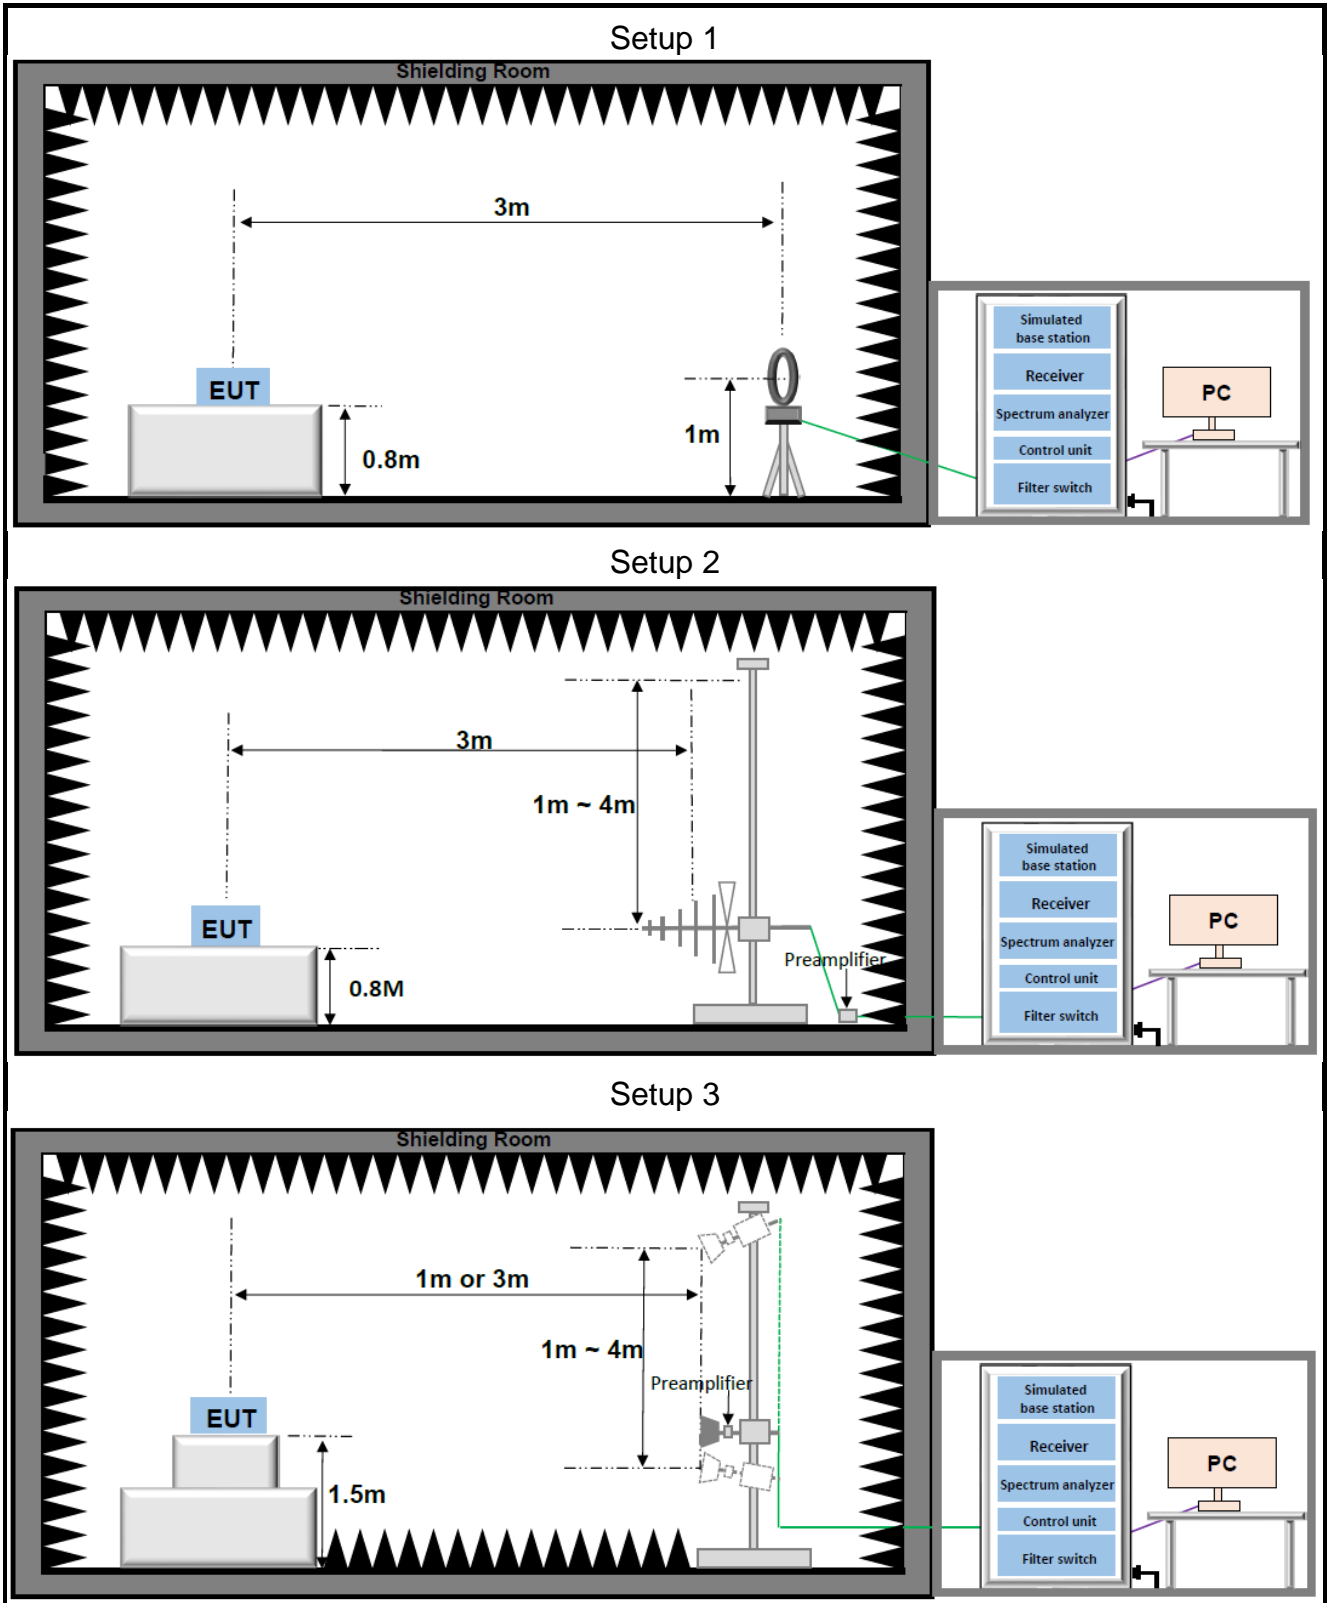 Setup 1
Shielding Room
3m
EUT
0.8m
1m
Simulated
base station
Receiver
Spectrum analyzer
Control unit
Filter switch
PC
Setup 2
Shielding Room
3m
1m ~ 4m
EUT
0.8M
Preamplifier
Simulated
base station
Receiver
Spectrum analyzer
Control unit
Filter switch
PC
Setup 3
Shielding Room
1m or 3m
1m ~ 4m
Preamplifier
EUT
1.5m
Simulated
base station
Receiver
Spectrum analyzer
Control unit
Filter switch
PC